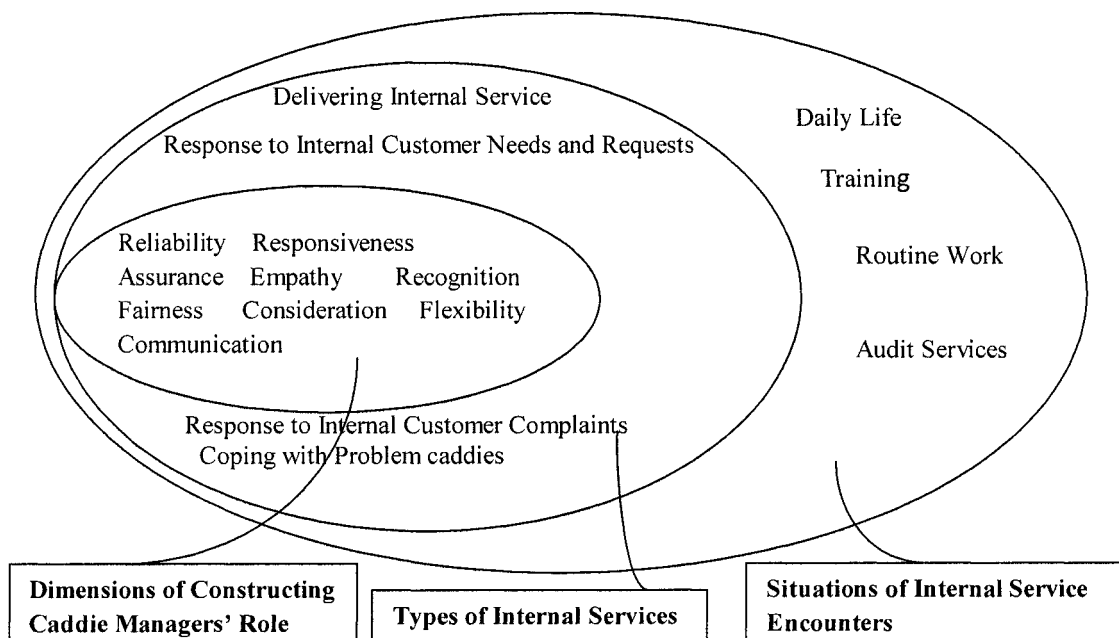 Delivering Internal Service
Daily Life
Response to Internal Customer Needs and Requests
Training
Reliability Responsiveness
Assurance Empathy Recognition
Routine Work
Fairness Consideration Flexibility
Communication
Audit Services
Response to Internal Customer Complaints
Coping with Problem caddies
Dimensions of Constructing
Caddie Managers' Role
Types of Internal Services
Situations of Internal Service
Encounters